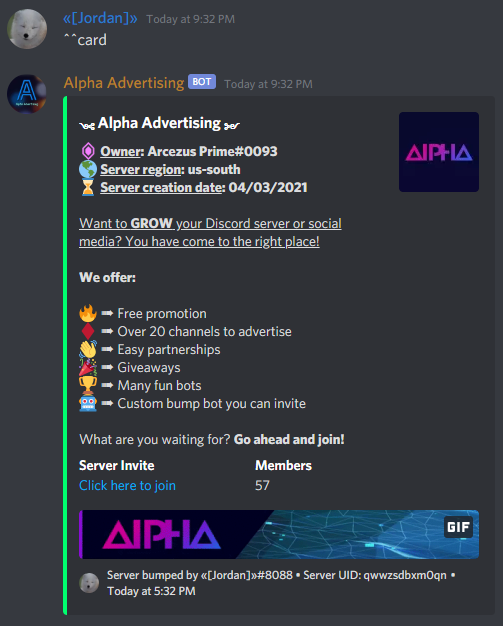 «[Jordan]» Today at 9:32 PM
^^card
Alpha Advertising BOT Today at 9:32 PM
Alpha Advertising
Owner: Arcezus Prime#0093
Server region: us-south
Server creation date: 04/03/2021
Want to GROW your Discord server or social
media? You have come to the right place!
We offer:
Free promotion
Over 20 channels to advertise
Easy partnerships
Giveaways
Many fun bots
Custom bump bot you can invite
What are you waiting for? Go ahead and join!
Server Invite Members
Click here to join 57
ALPHA
GIF
Server bumped by «[Jordan]»#8088 • Server UID: qwwzsdbxm0qn •
Today at 5:32 PM